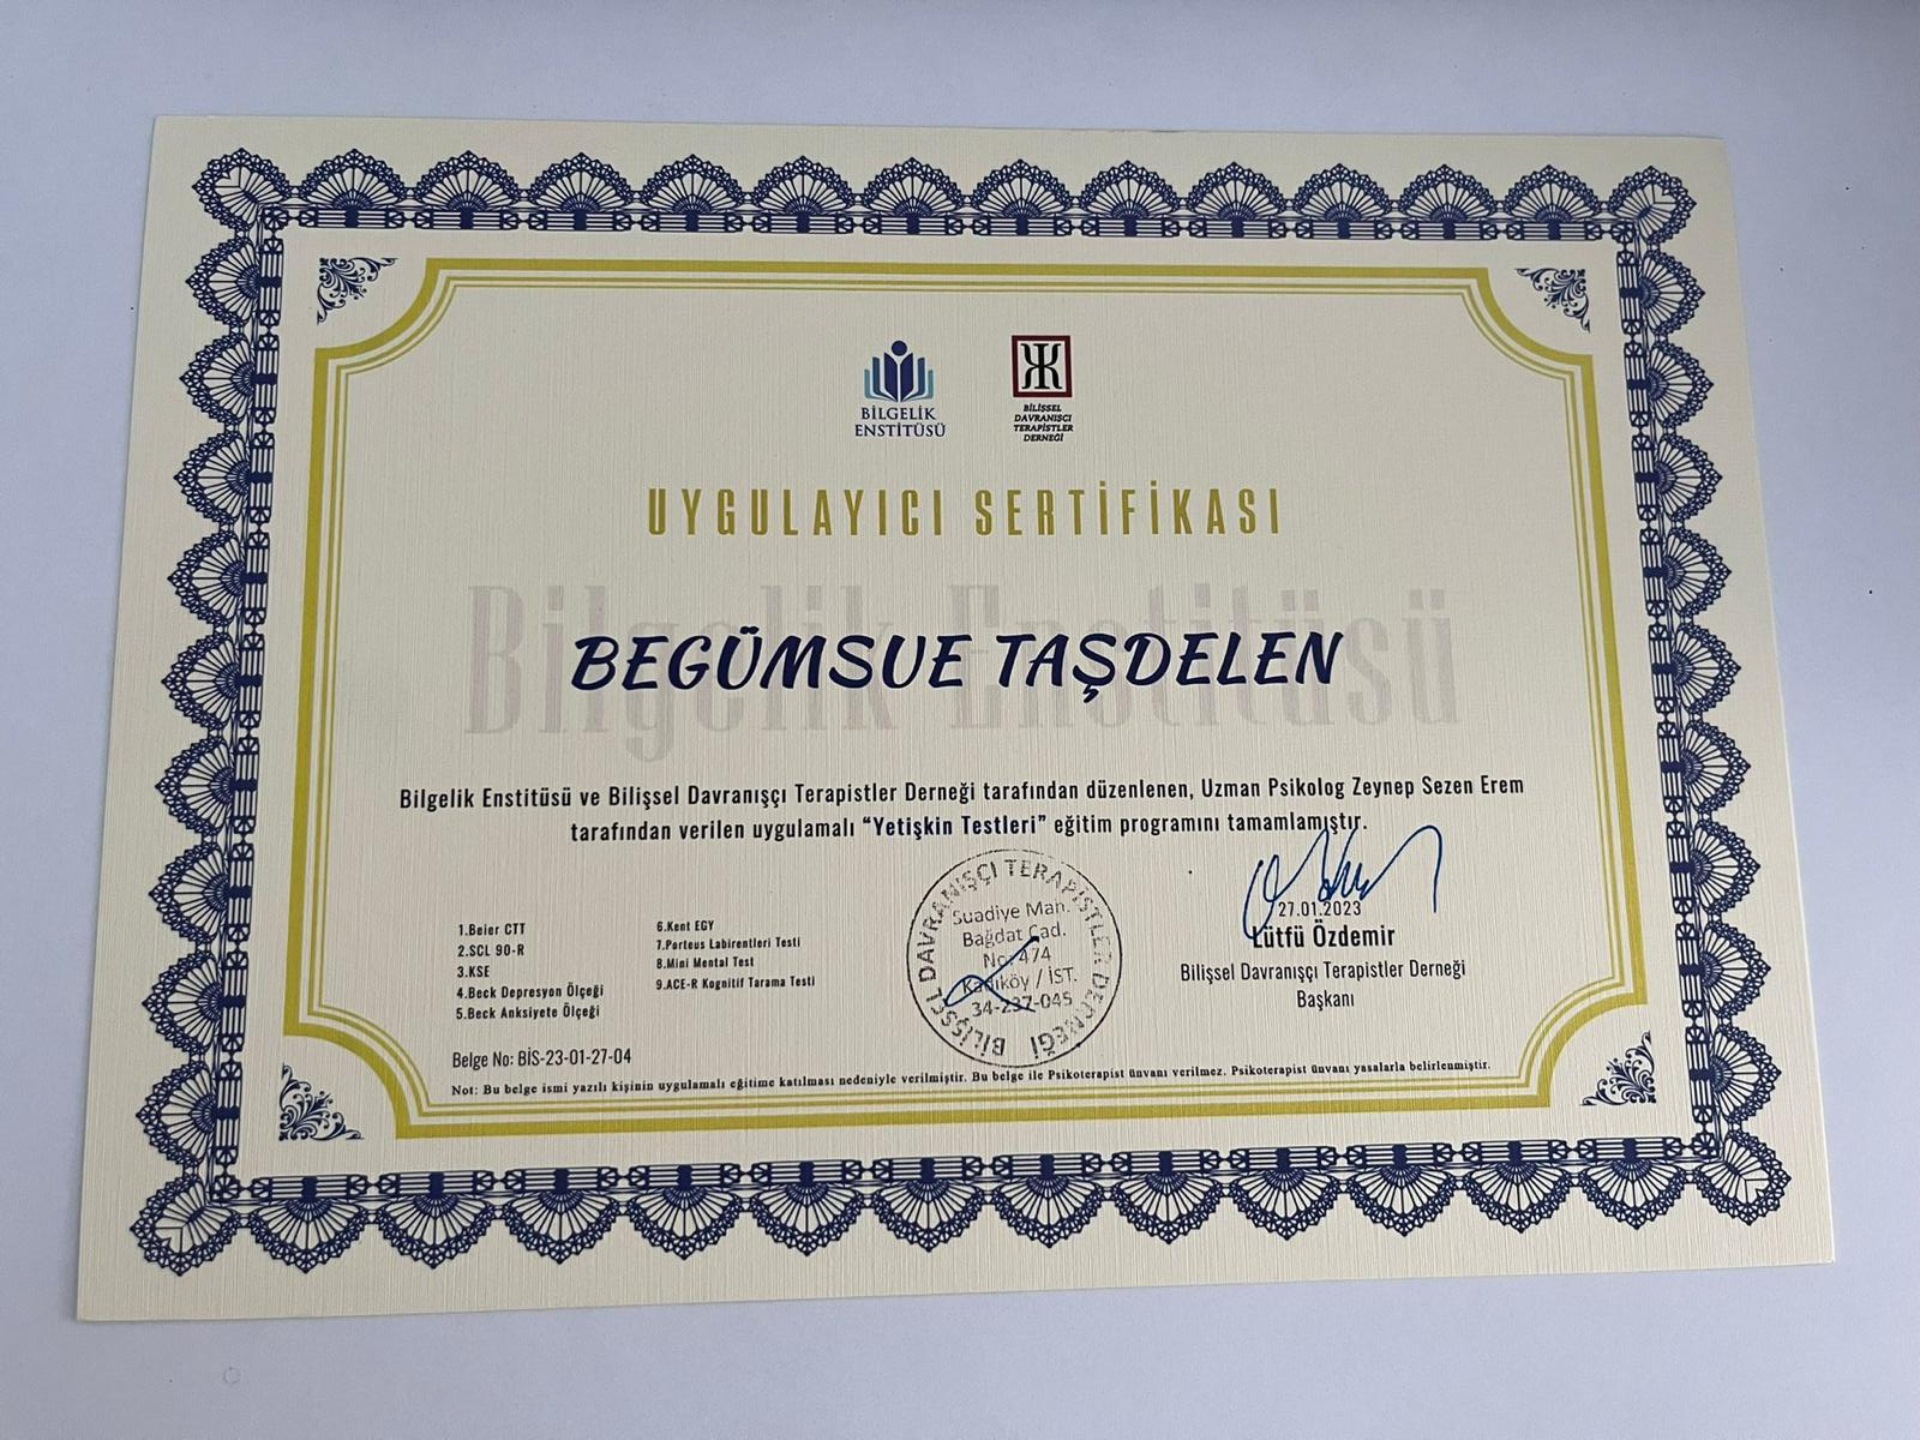 BİLGELİK
ENSTİTÜSÜ
BİLİŞSEL
DAVRANIŞCI
TERAPİSTLER
DERNEĞİ
UYGULAYICI SERTİFİKASI
Bilgelik Enstitüsü
BEGÜMSUE TAŞDELEN
Bilgelik Enstitüsü ve Bilişsel Davranışçı Terapistler Derneği tarafından düzenlenen, Uzman Psikolog Zeynep Sezen Erem
tarafından verilen uygulamalı “Yetişkin Testleri” eğitim programını tamamlamıştır.
1.Beier CTT
2.SCL 90-R
3.KSE
4.Beck Depresyon Ölçeği
5.Beck Anksiyete Ölçeği
6.Kent EGY
7.Porteus Labirentleri Testi
8.Mini Mental Test
9.ACE-R Kognitif Tarama Testi
BİLİŞSEL DAVRANIŞÇI TERAPİSTLER DERNEĞİ
Suadiye Mah.
Bağdat Cad.
No: 474
Kadıköy / İST.
34-237-045
27.01.2023
Lütfü Özdemir
Bilişsel Davranışçı Terapistler Derneği
Başkanı
Belge No: BİS-23-01-27-04
Not: Bu belge ismi yazılı kişinin uygulamalı eğitime katılması nedeniyle verilmiştir. Bu belge ile Psikoterapist ünvanı verilmez. Psikoterapist ünvanı yasalarla belirlenmiştir.